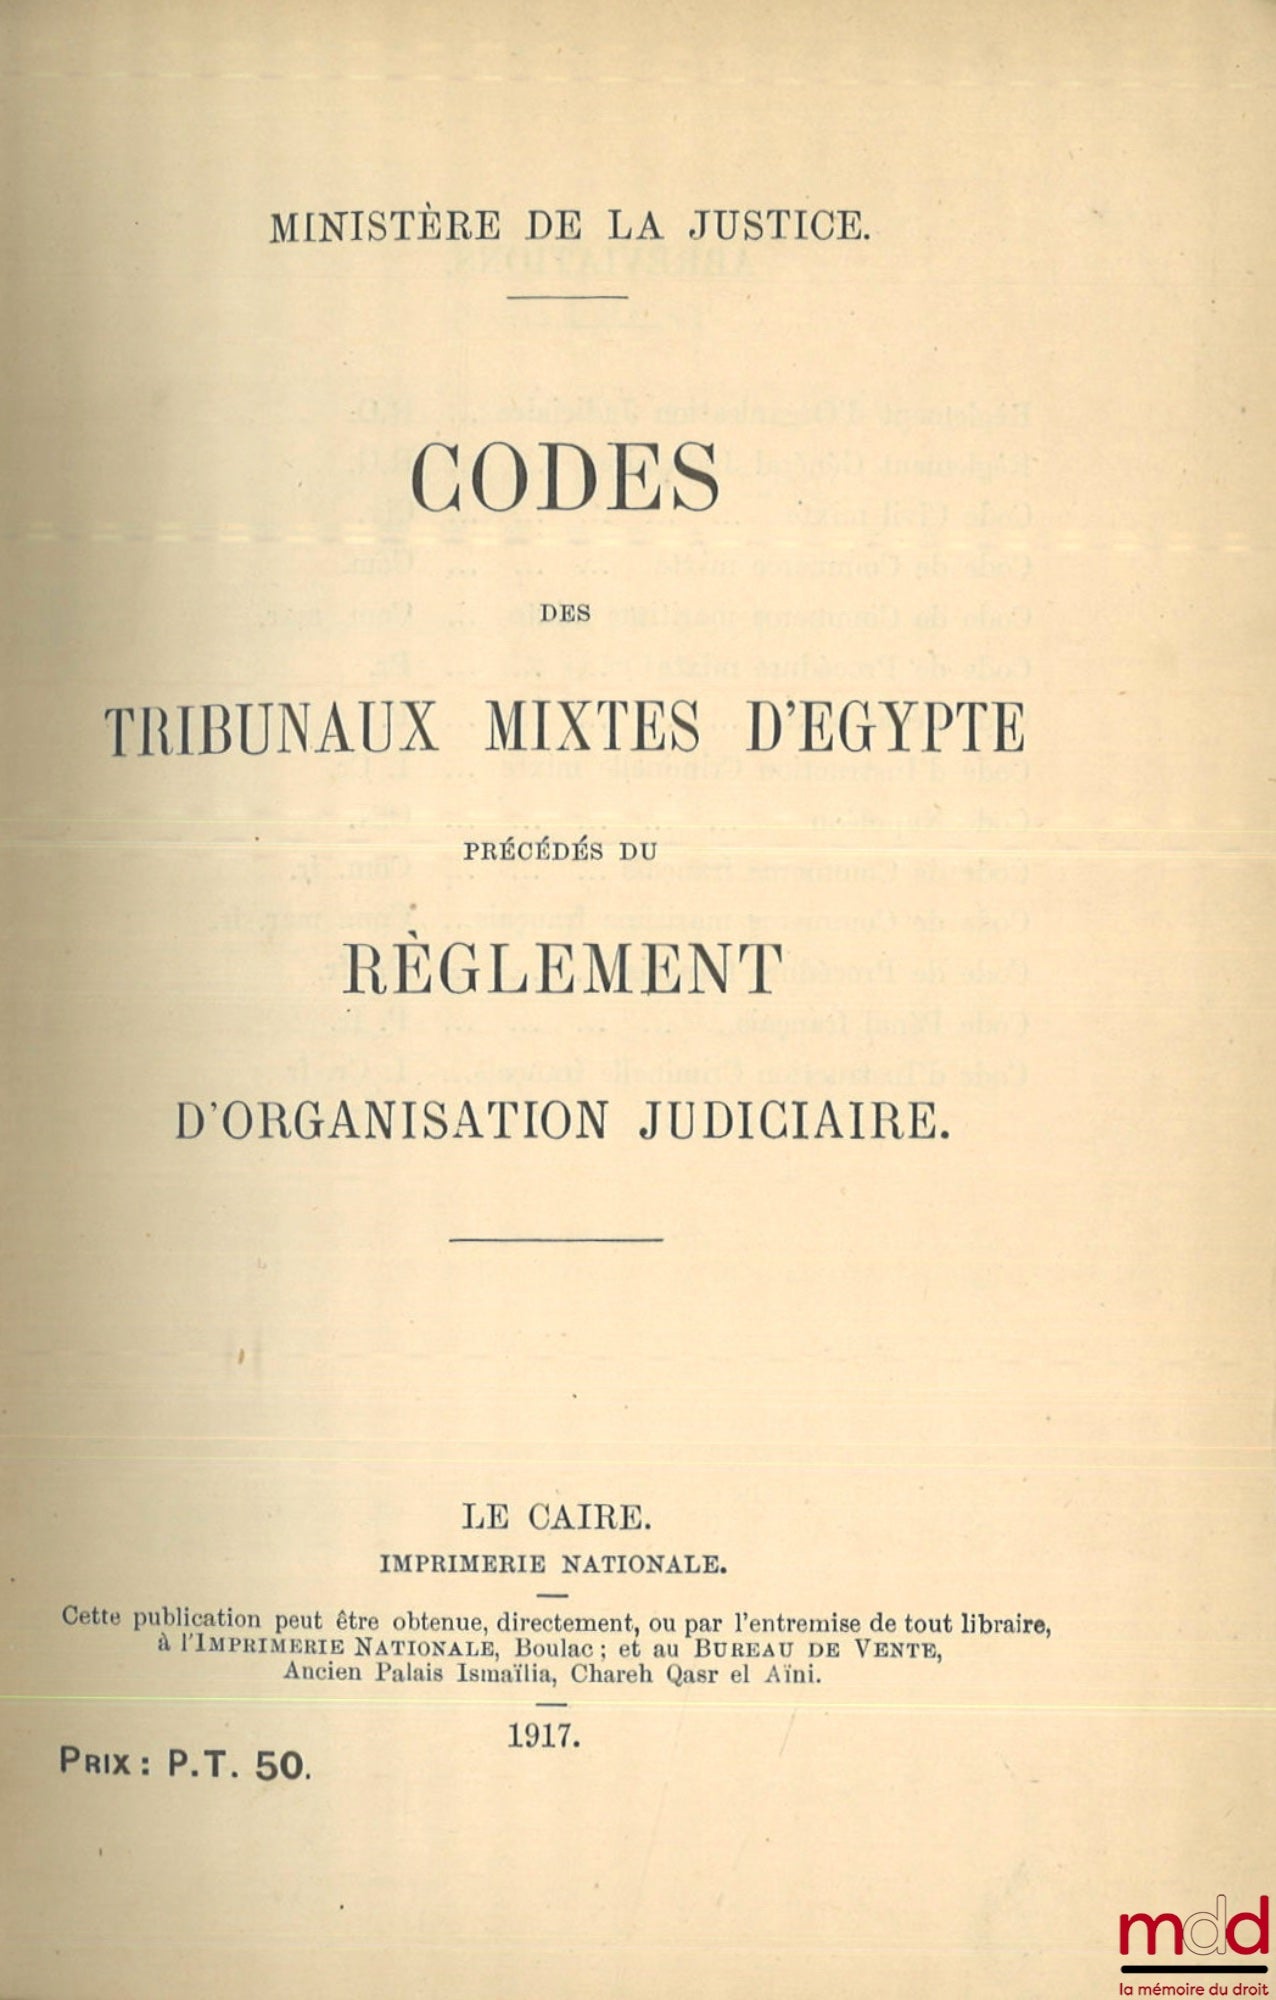 MINISTÈRE DE LA JUSTICE.
CODES
DES
TRIBUNAUX MIXTES D'EGYPTE
PRÉCÉDÉS DU
RÈGLEMENT
D'ORGANISATION JUDICIAIRE.
LE CAIRE.
IMPRIMERIE NATIONALE.
Cette publication peut être obtenue, directement, ou par l'entremise de tout libraire,
à l'IMPRIMERIE NATIONALE, Boulac; et au BUREAU DE VENTE,
Ancien Palais Ismaïlia, Chareh Qasr el Aïni.
1917.
PRIX: P.T. 50.
mdd
la mémoire du droit